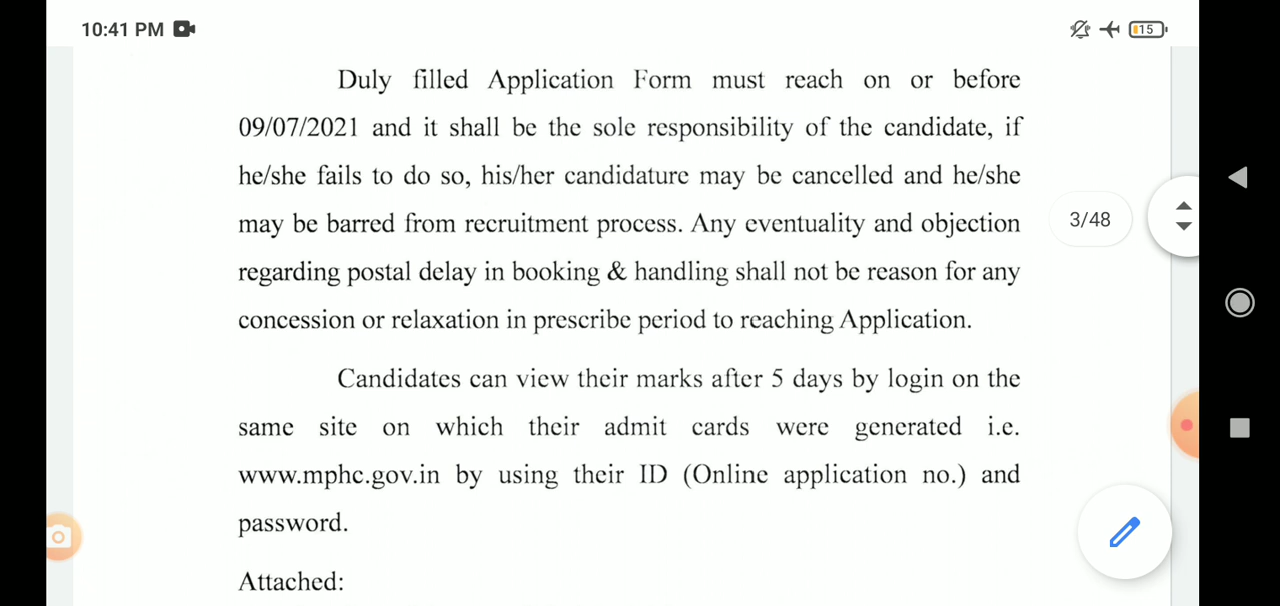 10:41 PM
15
Duly filled Application Form must reach on or before
09/07/2021 and it shall be the sole responsibility of the candidate, if
he/she fails to do so, his/her candidature may be cancelled and he/she
3/48
may be barred from recruitment process. Any eventuality and objection
regarding postal delay in booking & handling shall not be reason for any
concession or relaxation in prescribe period to reaching Application.
Candidates can view their marks after 5 days by login on the
same site on which their admit cards were generated i.e.
www.mphc.gov.in by using their ID (Online application no.) and
password.
Attached: